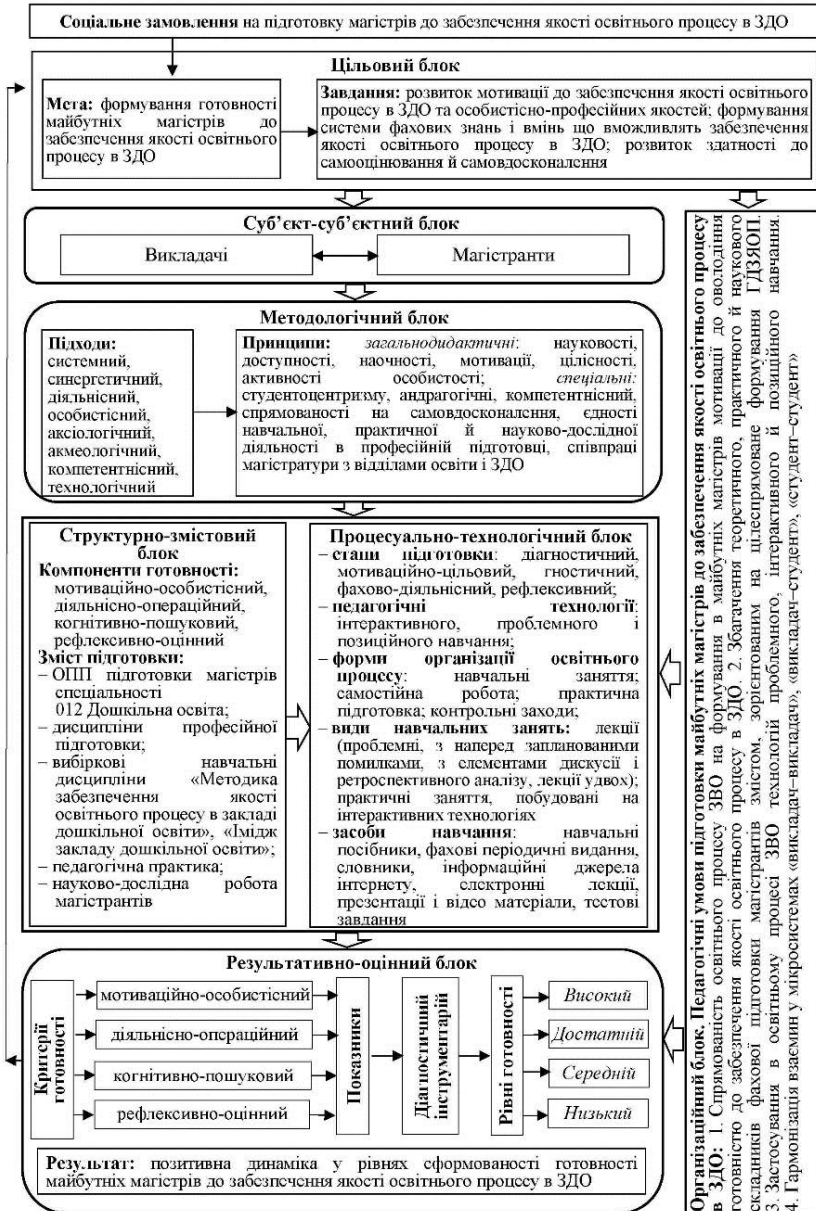 Соціальне замовлення на підготовку магістрів до забезпечення якості освітнього процесу в ЗДО
Цільовий блок
Мета: формування готовності
майбутніх магістрів до
забезпечення якості освітнього
процесу в ЗДО
Завдання: розвиток мотивації до забезпечення якості освітнього
процесу в ЗДО та особистісно-професійних якостей; формування
системи фахових знань і вмінь що вможливлять забезпечення
якості освітнього процесу в ЗДО; розвиток здатності до
самооцінювання й самовдосконалення
Суб’єкт-суб’єктний блок
Викладачі
Магістранти
Методологічний блок
Підходи:
системний,
синергетичний,
діяльнісний,
особистісний,
аксіологічний,
акмеологічний,
компетентнісний,
технологічний
Принципи: загальнодидактичні: науковості,
доступності, наочності, мотивації, цілісності,
активності особистості; спеціальні:
студентоцентризму, андрагогічні, компетентнісний,
спрямованості на самовдосконалення, єдності
навчальної, практичної й науково-дослідної
діяльності в професійній підготовці, співпраці
магістратури з відділами освіти і ЗДО
Структурно-змістовий
блок
Компоненти готовності:
мотиваційно-особистісний,
діяльнісно-операційний,
когнітивно-пошуковий,
рефлексивно-оцінний
Зміст підготовки:
– ОПП підготовки магістрів
спеціальності
012 Дошкільна освіта;
– дисципліни професійної
підготовки;
– вибіркові навчальні
дисципліни «Методика
забезпечення якості
освітнього процесу в закладі
дошкільної освіти», «Імідж
закладу дошкільної освіти»;
– педагогічна практика;
– науково-дослідна робота
магістрантів
Процесуально-технологічний блок
– етапи підготовки: діагностичний,
мотиваційно-цільовий, гностичний,
фахово-діяльнісний, рефлексивний;
– педагогічні технології:
інтерактивного, проблемного і
позиційного навчання;
– форми організації освітнього
процесу: навчальні заняття;
самостійна робота; практична
підготовка; контрольні заходи;
– види навчальних занять: лекції
(проблемні, з наперед запланованими
помилками, з елементами дискусії і
ретроспективного аналізу, лекції удвох);
практичні заняття, побудовані на
інтерактивних технологіях
– засоби навчання: навчальні
посібники, фахові періодичні видання,
словники, інформаційні джерела
інтернету, електронні лекції,
презентації і відео матеріали, тестові
завдання
Результативно-оцінний блок
Критерії
готовності
мотиваційно-особистісний
діяльнісно-операційний
когнітивно-пошуковий
рефлексивно-оцінний
Показники
Діагностичний
інструментарій
Рівні готовності
Високий
Достатній
Середній
Низький
Результат: позитивна динаміка у рівнях сформованості готовності
майбутніх магістрів до забезпечення якості освітнього процесу в ЗДО
Організаційний блок. Педагогічні умови підготовки майбутніх магістрів до забезпечення якості освітнього процесу
в ЗДО: 1. Спрямованість освітнього процесу ЗВО на формування в майбутніх магістрів мотивації до оволодіння
готовністю до забезпечення якості освітнього процесу в ЗДО. 2. Збагачення теоретичного, практичного й наукового
складників фахової підготовки магістрантів змістом, зорієнтованим на цілеспрямоване формування ГДЗЯОП.
3. Застосування в освітньому процесі ЗВО технологій проблемного, інтерактивного й позиційного навчання.
4. Гармонізація взаємин у мікросистемах «викладач–викладач», «викладач–студент», «студент–студент»